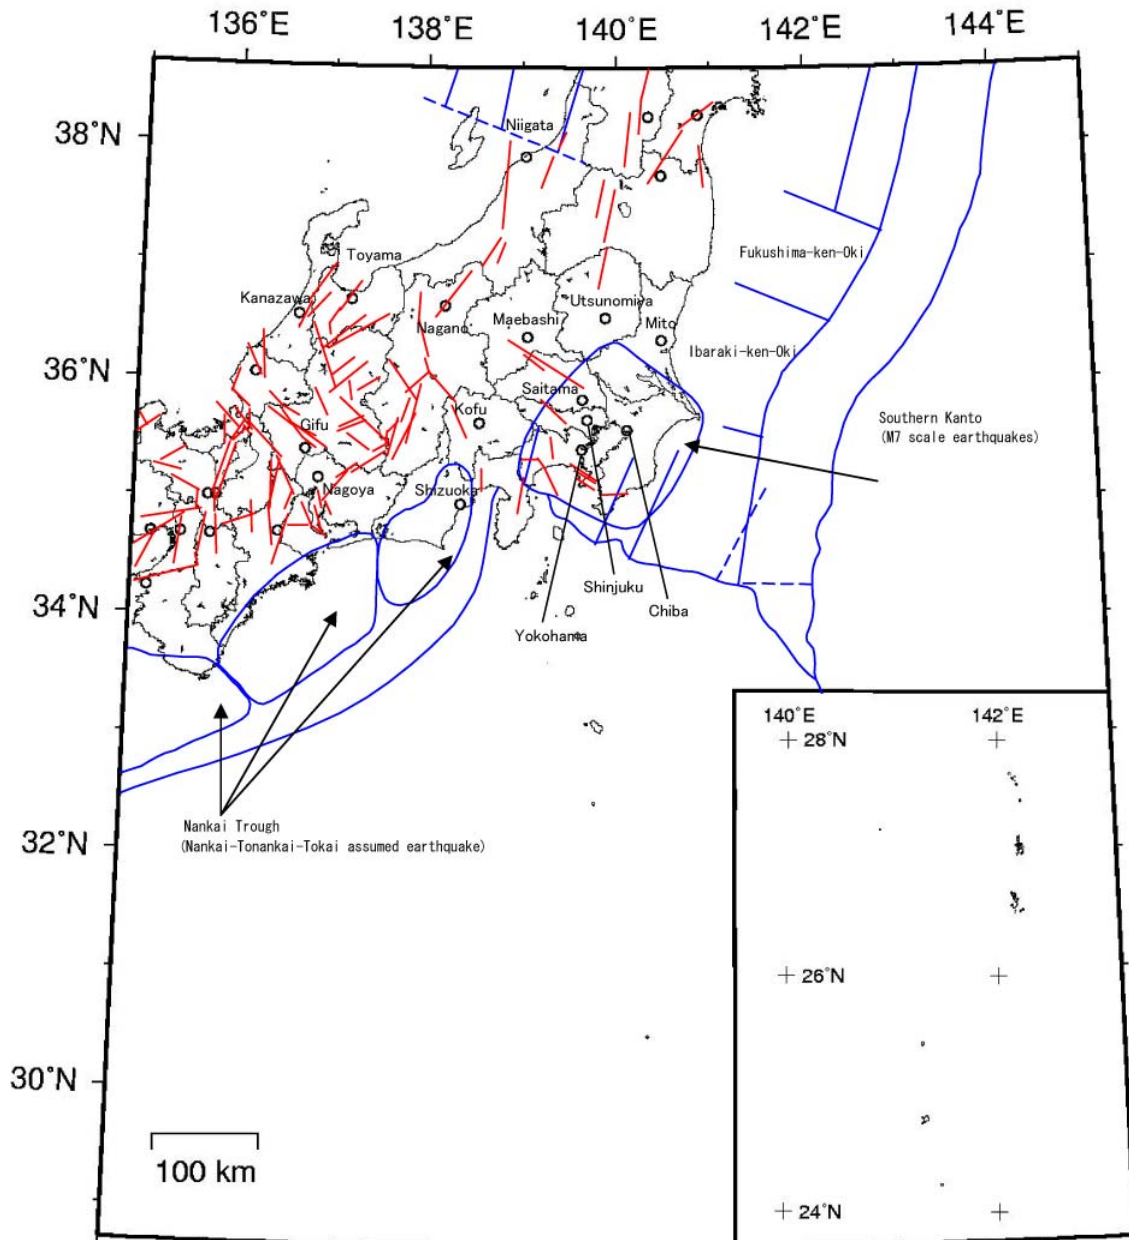 136°E
138°E
140°E
142°E
144°E
38°N
Niigata
Fukushima-ken-Oki
Toyama
Kanazawa
Utsunomiya
Nagano
Maebashi
Mito
36°N
Ibaraki-ken-Oki
Saitama
Kofu
Southern Kanto
(M7 scale earthquakes)
Gifu
Nagoya
Shizuoka
34°N
Shinjuku
Chiba
Yokohama
140°E
142°E
28°N
Nankai Trough
(Nankai-Tonankai-Tokai assumed earthquake)
32°N
26°N
30°N
100 km
24°N